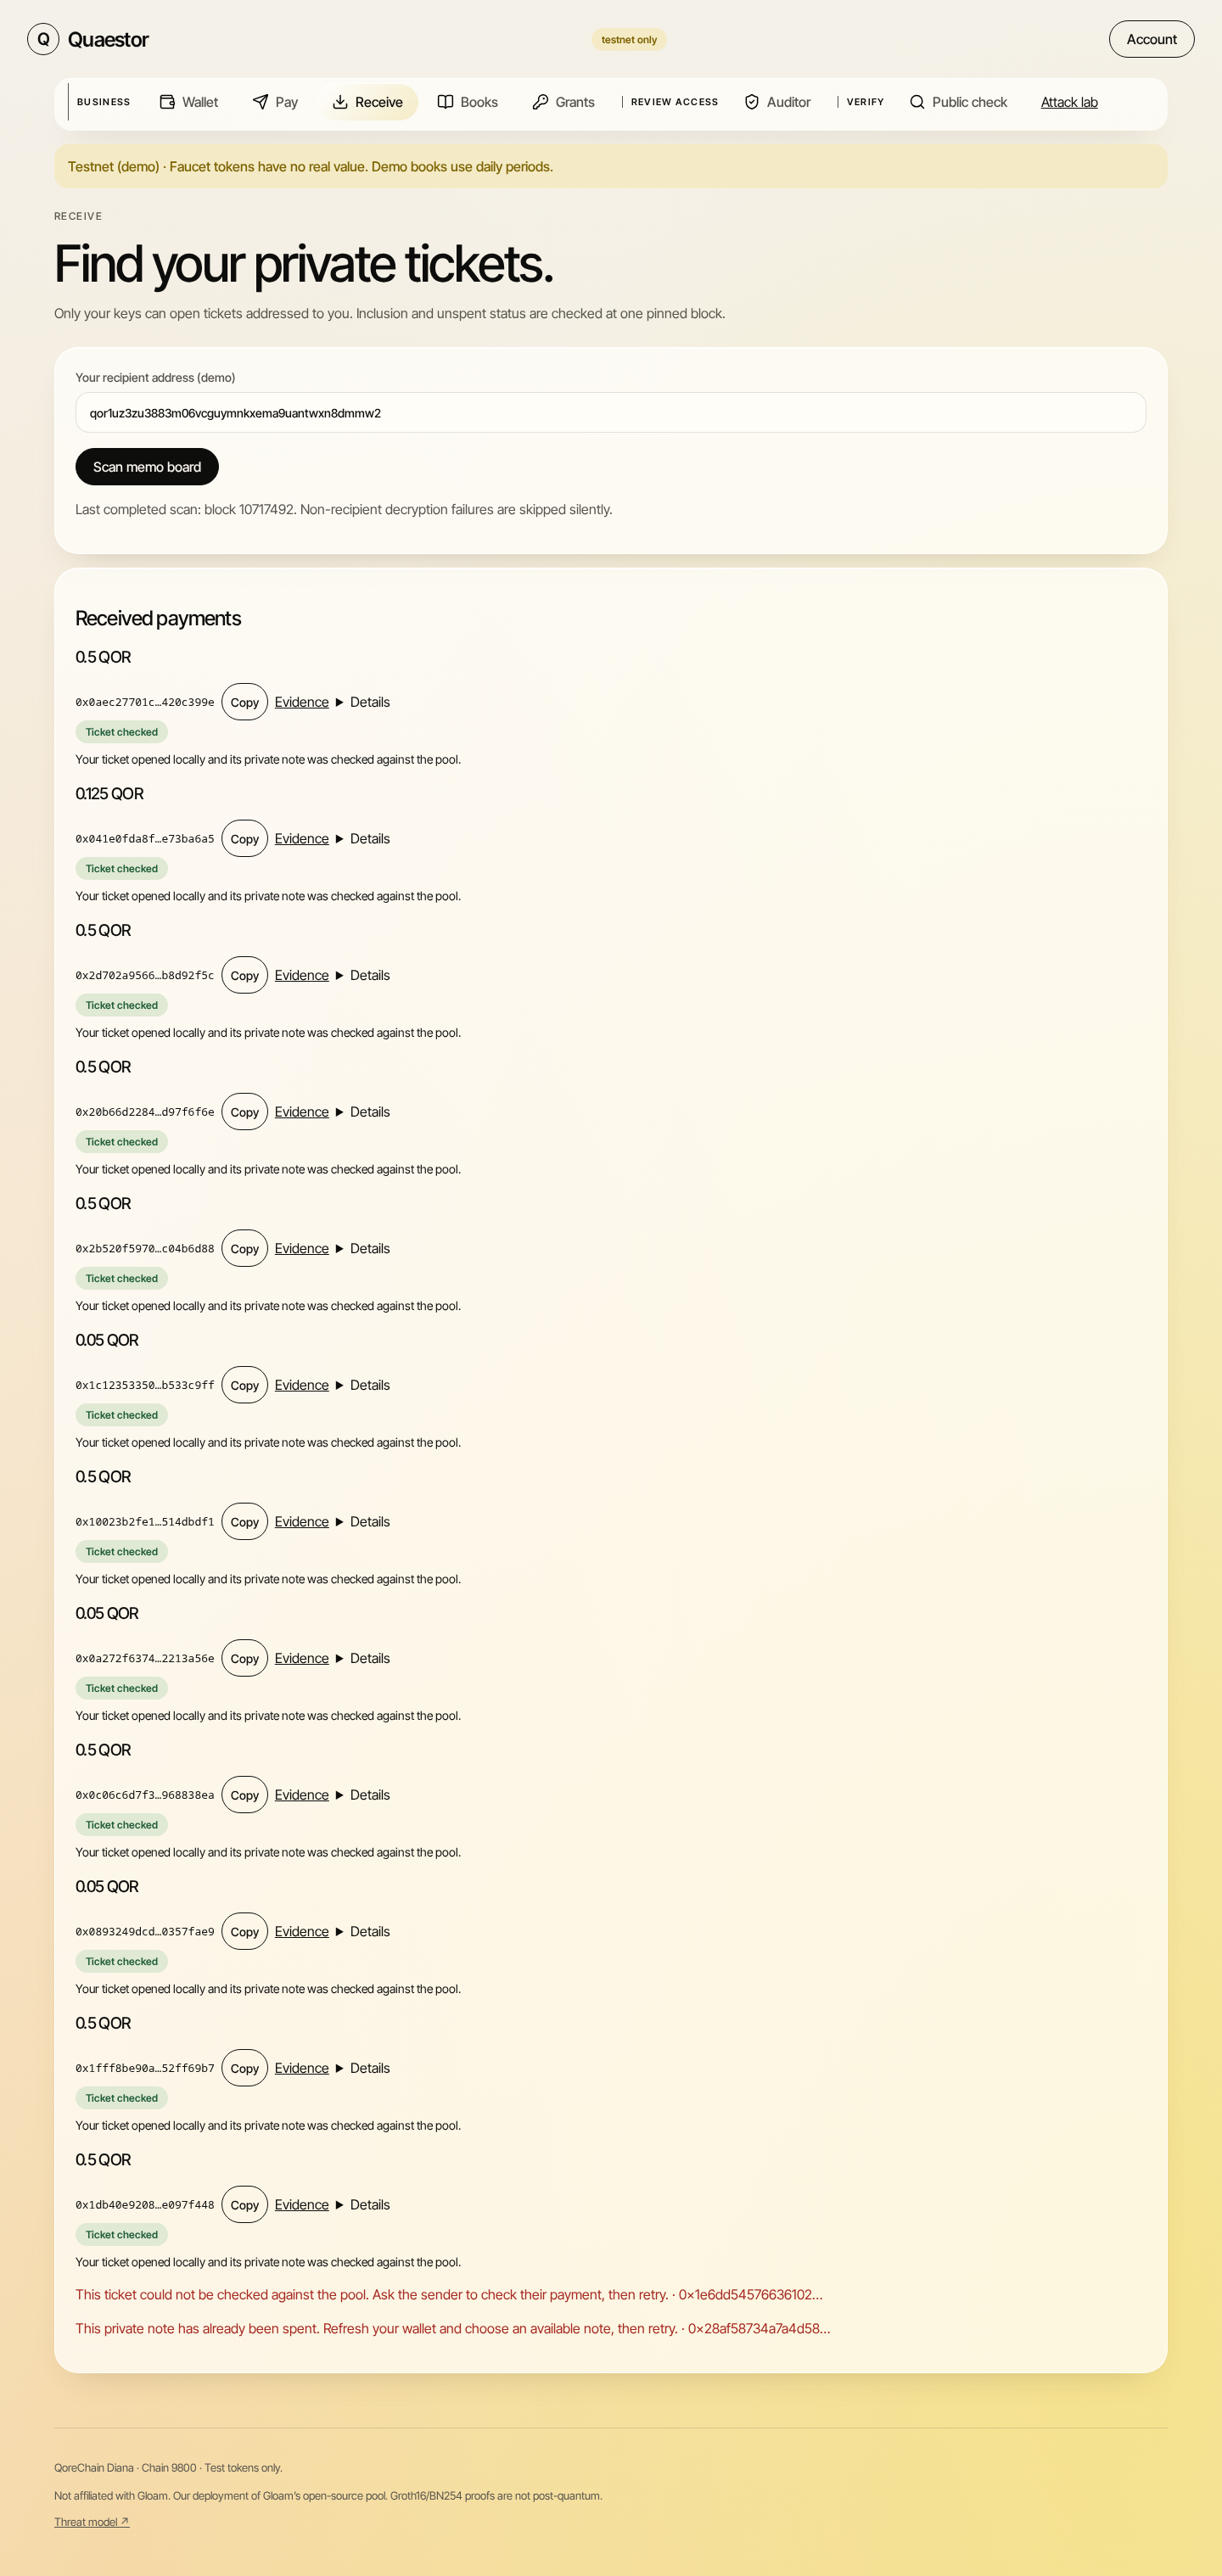 Q Quaestor
testnet only
Account
BUSINESS Wallet Pay Receive Books Grants REVIEW ACCESS Auditor VERIFY Public check Attack lab
Testnet (demo) · Faucet tokens have no real value. Demo books use daily periods.
RECEIVE
Find your private tickets.
Only your keys can open tickets addressed to you. Inclusion and unspent status are checked at one pinned block.
Your recipient address (demo)
qor1uz3zu3883m06vcguymnkxema9uantwxn8dmmw2
Scan memo board
Last completed scan: block 10717492. Non-recipient decryption failures are skipped silently.
Received payments
0.5 QOR
0x0aec27701c…420c399e Copy Evidence ▶ Details
Ticket checked
Your ticket opened locally and its private note was checked against the pool.
0.125 QOR
0x041e0fda8f…e73ba6a5 Copy Evidence ▶ Details
Ticket checked
Your ticket opened locally and its private note was checked against the pool.
0.5 QOR
0x2d702a9566…b8d92f5c Copy Evidence ▶ Details
Ticket checked
Your ticket opened locally and its private note was checked against the pool.
0.5 QOR
0x20b66d2284…d97f6f6e Copy Evidence ▶ Details
Ticket checked
Your ticket opened locally and its private note was checked against the pool.
0.5 QOR
0x2b520f5970…c04b6d88 Copy Evidence ▶ Details
Ticket checked
Your ticket opened locally and its private note was checked against the pool.
0.05 QOR
0x1c12353350…b533c9ff Copy Evidence ▶ Details
Ticket checked
Your ticket opened locally and its private note was checked against the pool.
0.5 QOR
0x10023b2fe1…514dbdf1 Copy Evidence ▶ Details
Ticket checked
Your ticket opened locally and its private note was checked against the pool.
0.05 QOR
0x0a272f6374…2213a56e Copy Evidence ▶ Details
Ticket checked
Your ticket opened locally and its private note was checked against the pool.
0.5 QOR
0x0c06c6d7f3…968838ea Copy Evidence ▶ Details
Ticket checked
Your ticket opened locally and its private note was checked against the pool.
0.05 QOR
0x0893249dcd…0357fae9 Copy Evidence ▶ Details
Ticket checked
Your ticket opened locally and its private note was checked against the pool.
0.5 QOR
0x1fff8be90a…52ff69b7 Copy Evidence ▶ Details
Ticket checked
Your ticket opened locally and its private note was checked against the pool.
0.5 QOR
0x1db40e9208…e097f448 Copy Evidence ▶ Details
Ticket checked
Your ticket opened locally and its private note was checked against the pool.
This ticket could not be checked against the pool. Ask the sender to check their payment, then retry. · 0×1e6dd54576636102…
This private note has already been spent. Refresh your wallet and choose an available note, then retry. · 0×28af58734a7a4d58…
QoreChain Diana · Chain 9800 · Test tokens only.
Not affiliated with Gloam. Our deployment of Gloam's open-source pool. Groth16/BN254 proofs are not post-quantum.
Threat model ↗